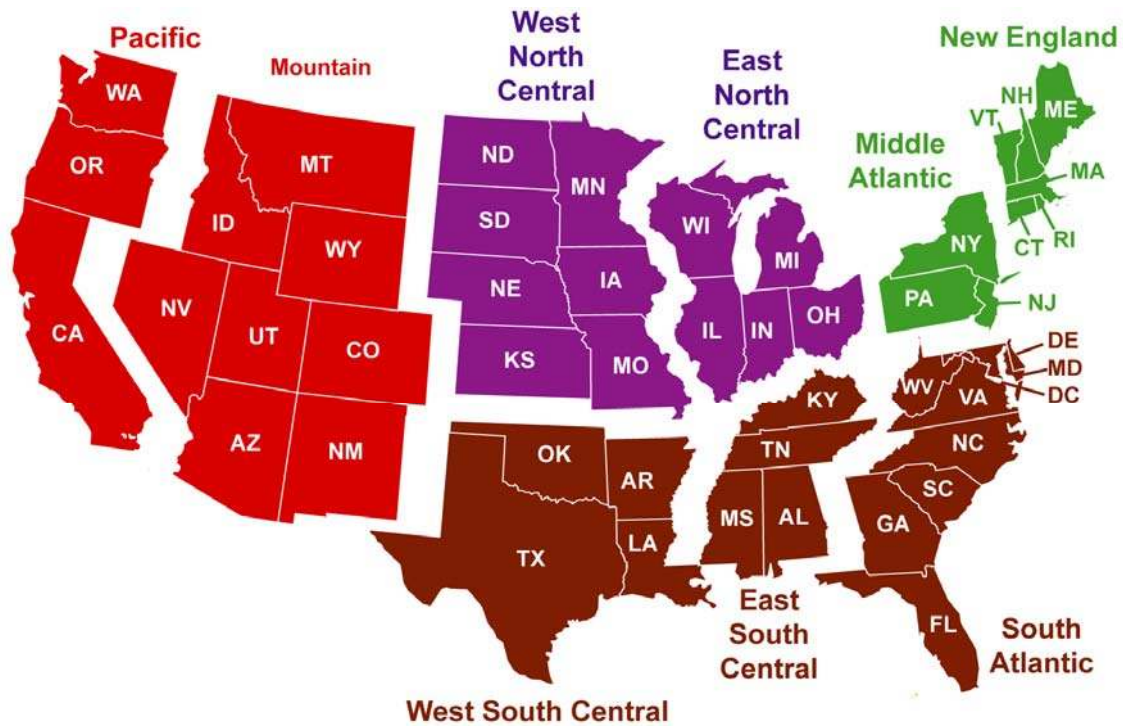 Pacific
Mountain
West
North
Central
East
North
Central
New England
Middle
Atlantic
WA
OR
CA
MT
ID
WY
NV
UT
CO
AZ
NM
ND
SD
NE
KS
MN
IA
MO
WI
MI
IL
IN
OH
NH
ME
VT
MA
CT
RI
NY
PA
NJ
DE
MD
DC
WV
VA
KY
TN
NC
SC
OK
AR
TX
LA
MS
AL
GA
FL
East
South
Central
South
Atlantic
West South Central